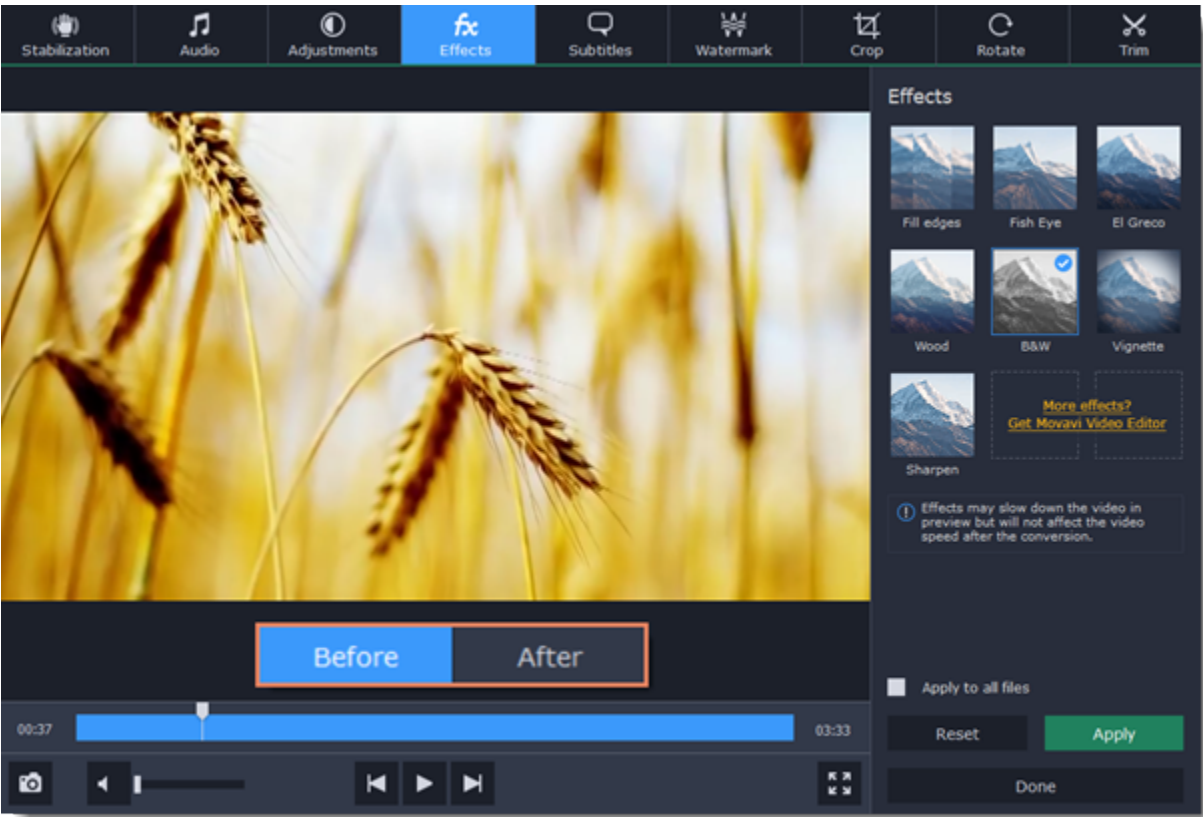 Stabilization
Audio
Adjustments
fx
Effects
Subtitles
Watermark
Crop
Rotate
Trim
Effects
Fill edges
Fish Eye
El Greco
Wood
B&W
Vignette
Sharpen
More effects?
Get Movavi Video Editor
Effects may slow down the video in
preview but will not affect the video
speed after the conversion.
Before
After
Apply to all files
00:37
03:33
Reset
Apply
Done